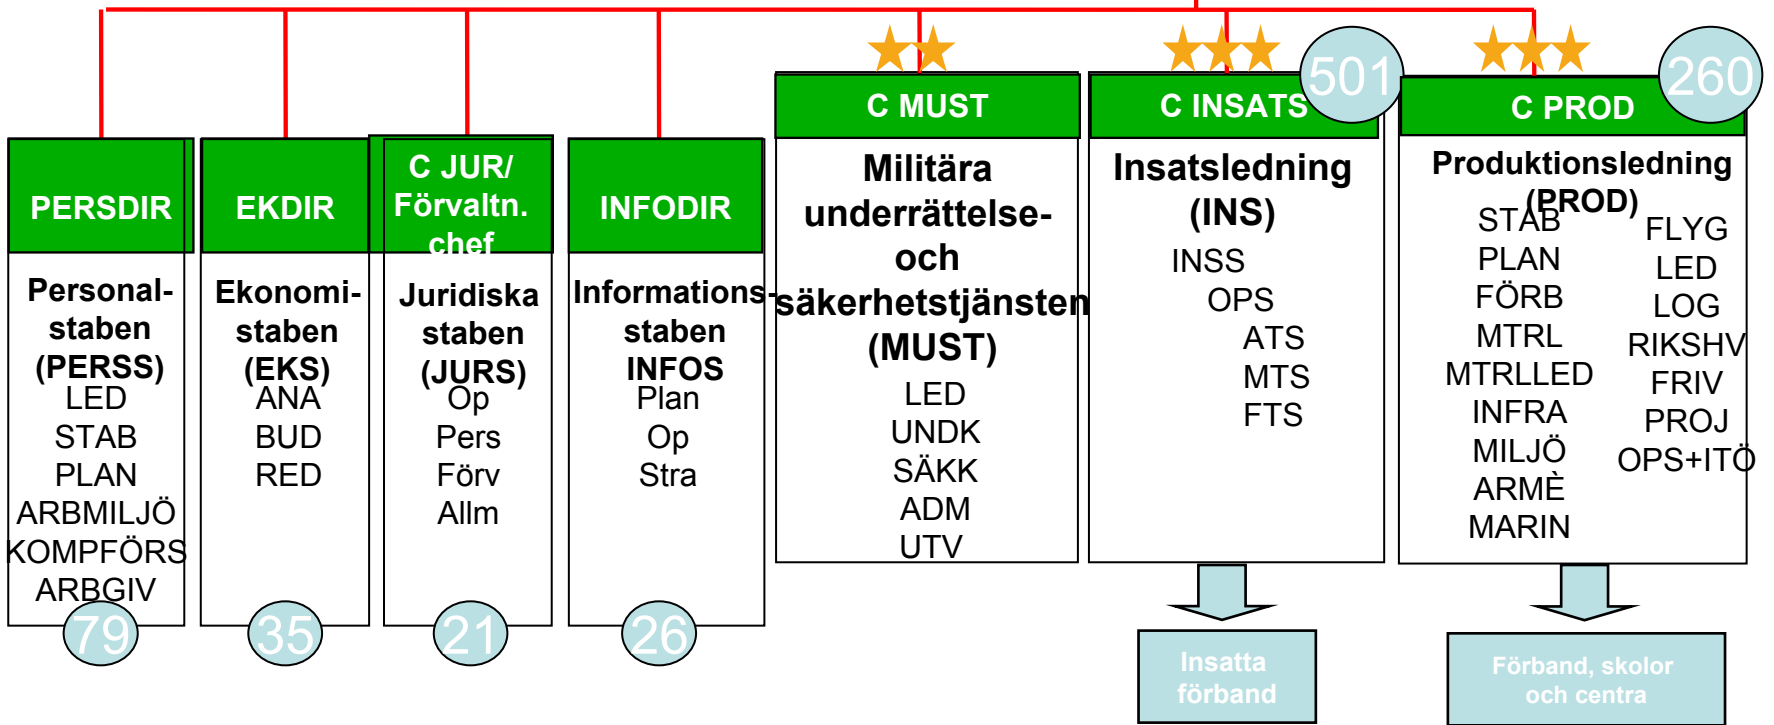 PERSDIR
Personal-
staben
(PERSS)
LED
STAB
PLAN
ARBMILJÖ
KOMPFÖRS
ARBGIV
79
EKDIR
Ekonomi-
staben
(EKS)
ANA
BUD
RED
35
C JUR/
Förvaltn.
chef
Juridiska
staben
(JURS)
Op
Pers
Förv
Allm
21
INFODIR
Informations-
staben
INFOS
Plan
Op
Stra
26
C MUST
Militära
underrättelse-
och
säkerhetstjänsten
(MUST)
LED
UNDK
SÄKK
ADM
UTV
C INSATS
501
Insatsledning
(INS)
INSS
OPS
ATS
MTS
FTS
Insatta
förband
C PROD
260
Produktionsledning
(PROD)
STAB
PLAN
FÖRB
MTRL
MTRLLED
INFRA
MILJÖ
ARMÈ
MARIN
FLYG
LED
LOG
RIKSHV
FRIV
PROJ
OPS+ITÖ
Förband, skolor
och centra